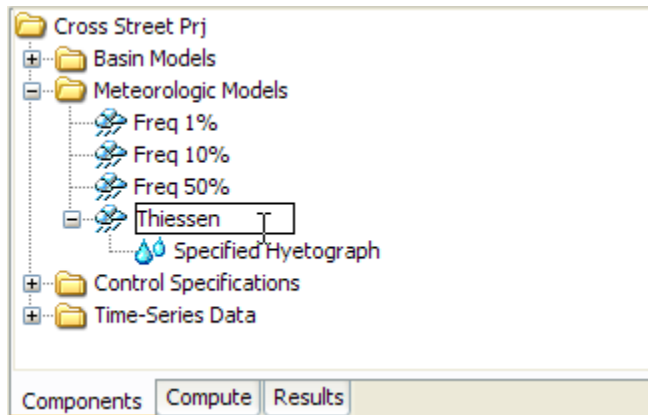 Cross Street Prj
Basin Models
Meteorologic Models
Freq 1%
Freq 10%
Freq 50%
Thiessen
Specified Hyetograph
Control Specifications
Time-Series Data
Components Compute Results